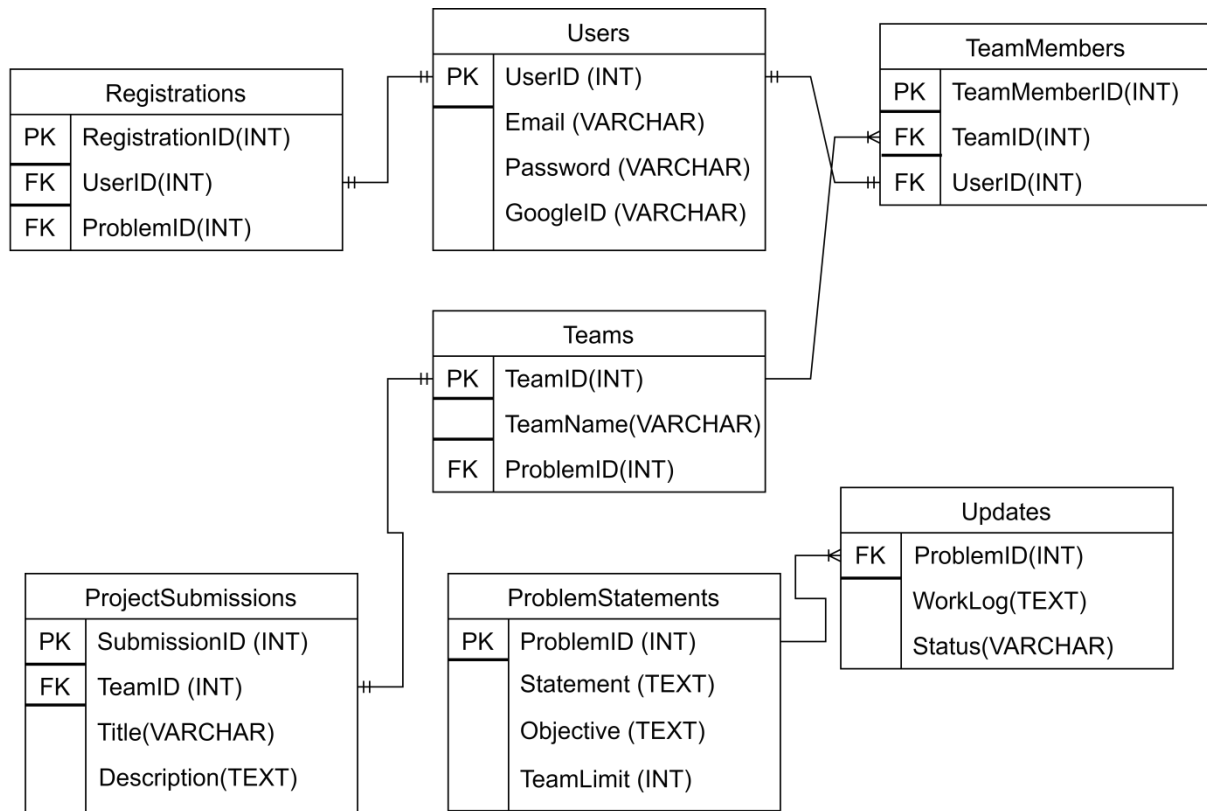 Users
PK UserID (INT)
Email (VARCHAR)
Password (VARCHAR)
GoogleID (VARCHAR)
TeamMembers
PK TeamMemberID(INT)
FK TeamID(INT)
FK UserID(INT)
Registrations
PK RegistrationID(INT)
FK UserID(INT)
FK ProblemID(INT)
Teams
PK TeamID(INT)
TeamName(VARCHAR)
FK ProblemID(INT)
Updates
FK ProblemID(INT)
WorkLog(TEXT)
Status(VARCHAR)
ProjectSubmissions
PK SubmissionID (INT)
FK TeamID (INT)
Title(VARCHAR)
Description(TEXT)
ProblemStatements
PK ProblemID (INT)
Statement (TEXT)
Objective (TEXT)
TeamLimit (INT)